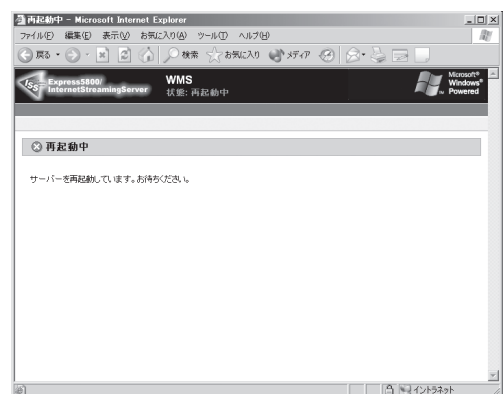 再起動中 - Microsoft Internet Explorer
ファイル(F) 編集(E) 表示(V) お気に入り(A) ツール(T) ヘルプ(H)
戻る 検索 お気に入り メディア
ISS Express5800/
InternetStreamingServer
WMS
状態: 再起動中
Microsoft®
Windows®
Powered
再起動中
サーバーを再起動しています。お待ちください。
イントラネット